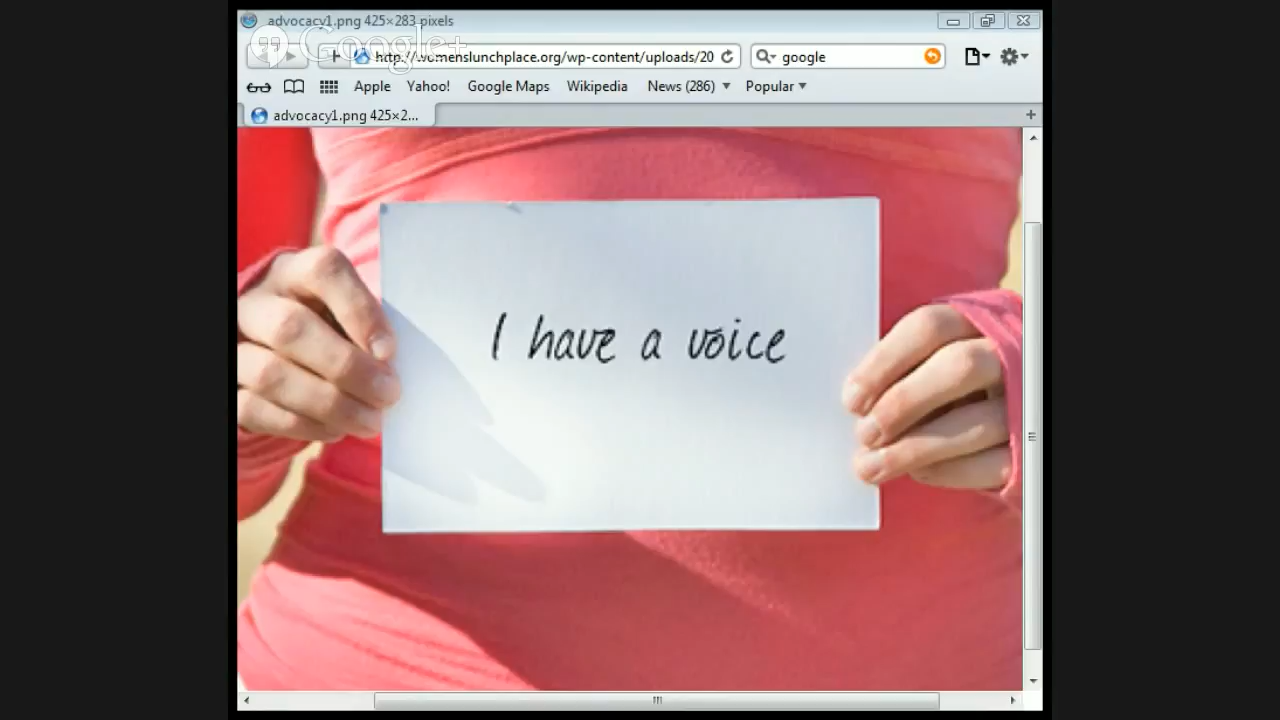 advocacy1.png 425×283 pixels
Google+
http://womenslunchplace.org/wp-content/uploads/20
google
Apple Yahoo! Google Maps Wikipedia News (286) Popular
advocacy1.png 425×2...
I have a voice